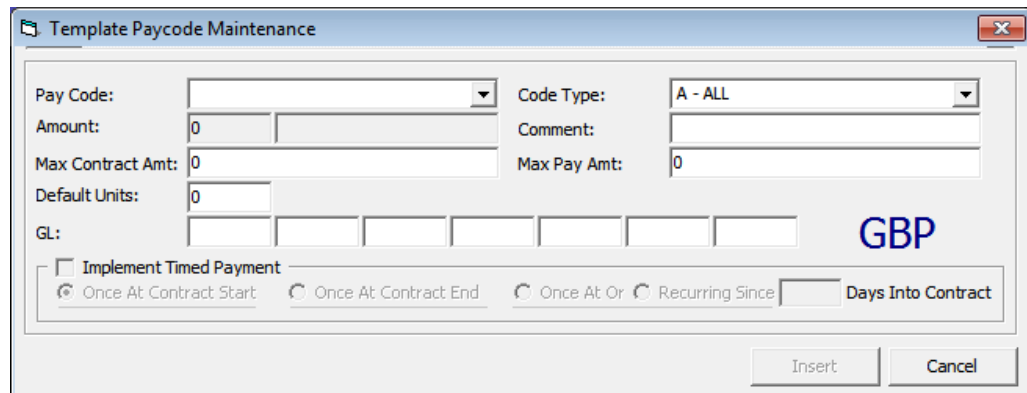 Template Paycode Maintenance
Pay Code: Code Type: A - ALL
Amount: 0 Comment:
Max Contract Amt: 0 Max Pay Amt: 0
Default Units: 0
GL: GBP
Implement Timed Payment
Once At Contract Start Once At Contract End Once At Or Recurring Since Days Into Contract
Insert Cancel